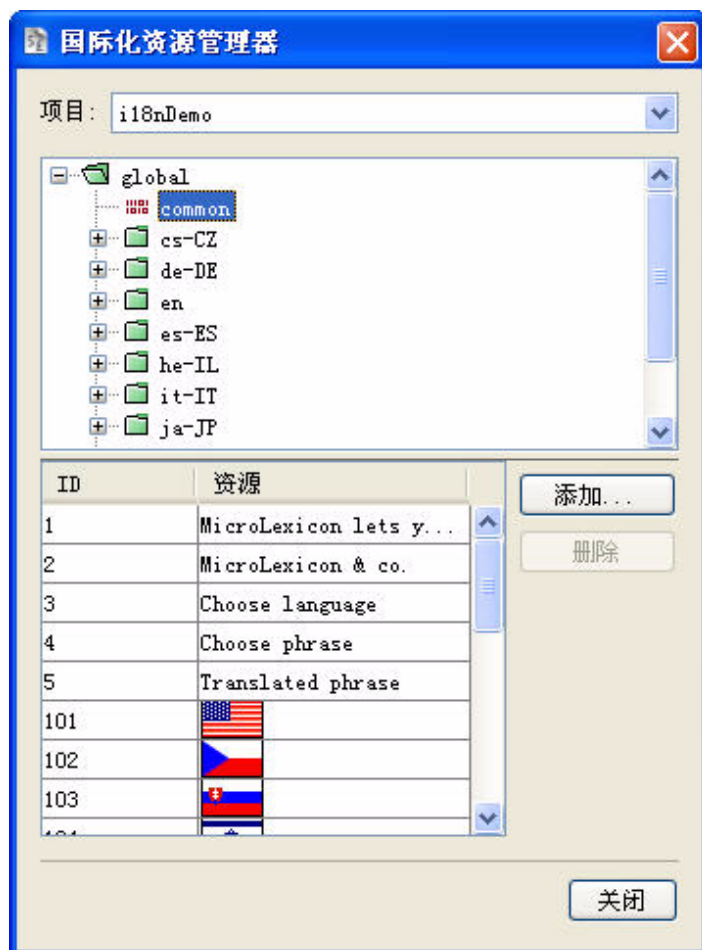 国际化资源管理器
项目: i18nDemo
global
common
cs-CZ
de-DE
en
es-ES
he-IL
it-IT
ja-JP
ID 资源
添加...
1 MicroLexicon lets y...
删除
2 MicroLexicon & co.
3 Choose language
4 Choose phrase
5 Translated phrase
101
102
103
关闭